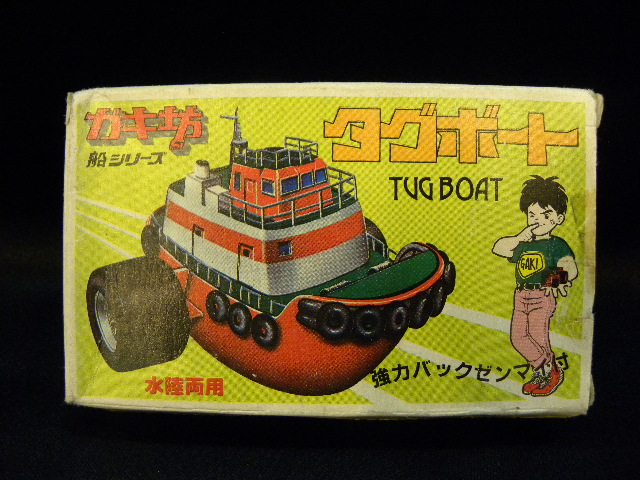 ガキ坊
船シリーズ
タグボート
TUG BOAT
GAKI
強力バックゼンマイ付
水陸両用